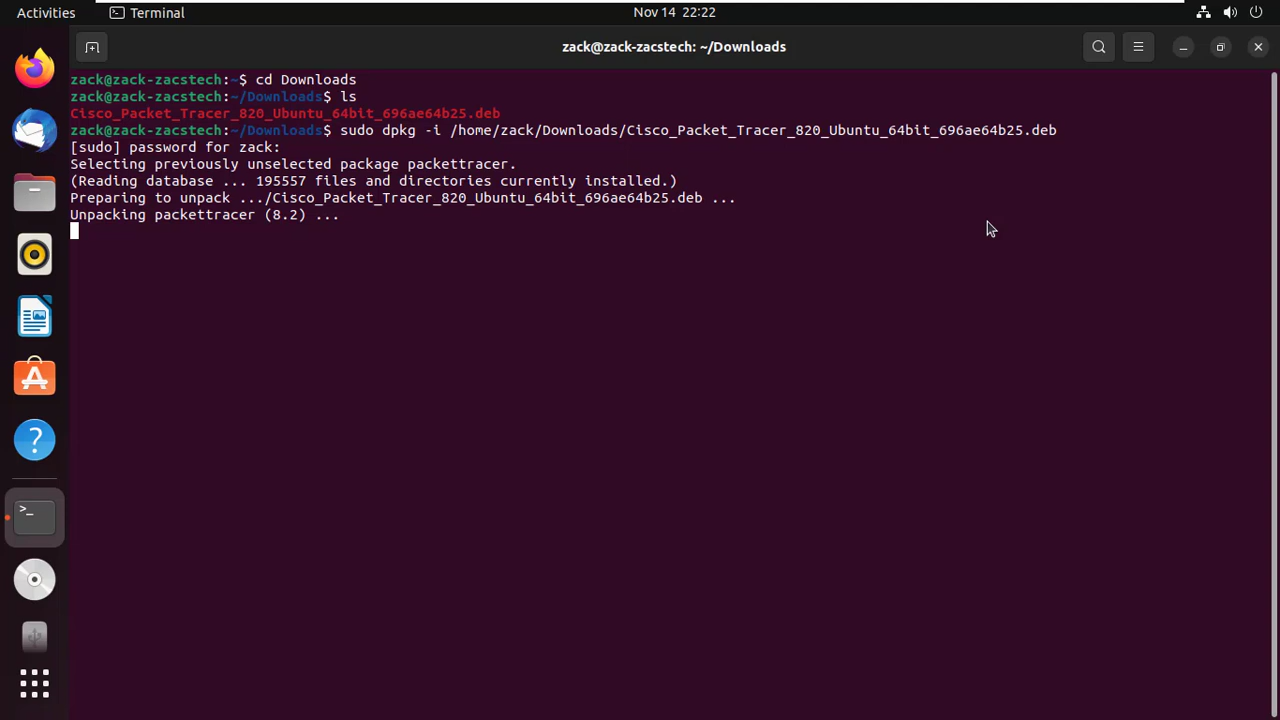 Activities
Terminal
Nov 14 22:22
zack@zack-zacstech: ~/Downloads
zack@zack-zacstech:~$ cd Downloads
zack@zack-zacstech:~/Downloads$ ls
Cisco_Packet_Tracer_820_Ubuntu_64bit_696ae64b25.deb
zack@zack-zacstech:~/Downloads$ sudo dpkg -i /home/zack/Downloads/Cisco_Packet_Tracer_820_Ubuntu_64bit_696ae64b25.deb
[sudo] password for zack:
Selecting previously unselected package packettracer.
(Reading database ... 195557 files and directories currently installed.)
Preparing to unpack .../Cisco_Packet_Tracer_820_Ubuntu_64bit_696ae64b25.deb ...
Unpacking packettracer (8.2) ...